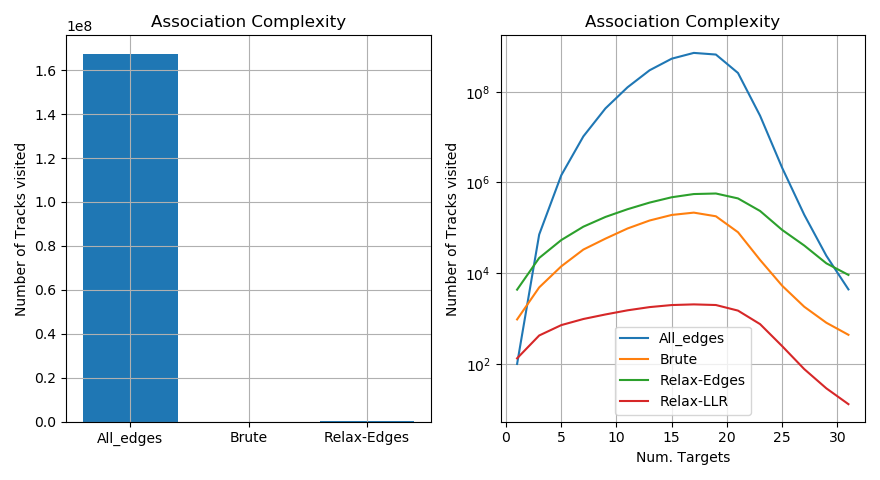 Association Complexity
1e8
Number of Tracks visited
1.6
1.4
1.2
1.0
0.8
0.6
0.4
0.2
0.0
All_edges Brute Relax-Edges
Association Complexity
Number of Tracks visited
10^8
10^6
10^4
10^2
All_edges
Brute
Relax-Edges
Relax-LLR
0 5 10 15 20 25 30
Num. Targets